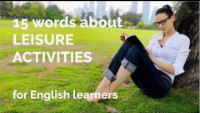 15 words about
LEISURE
ACTIVITIES
for English learners